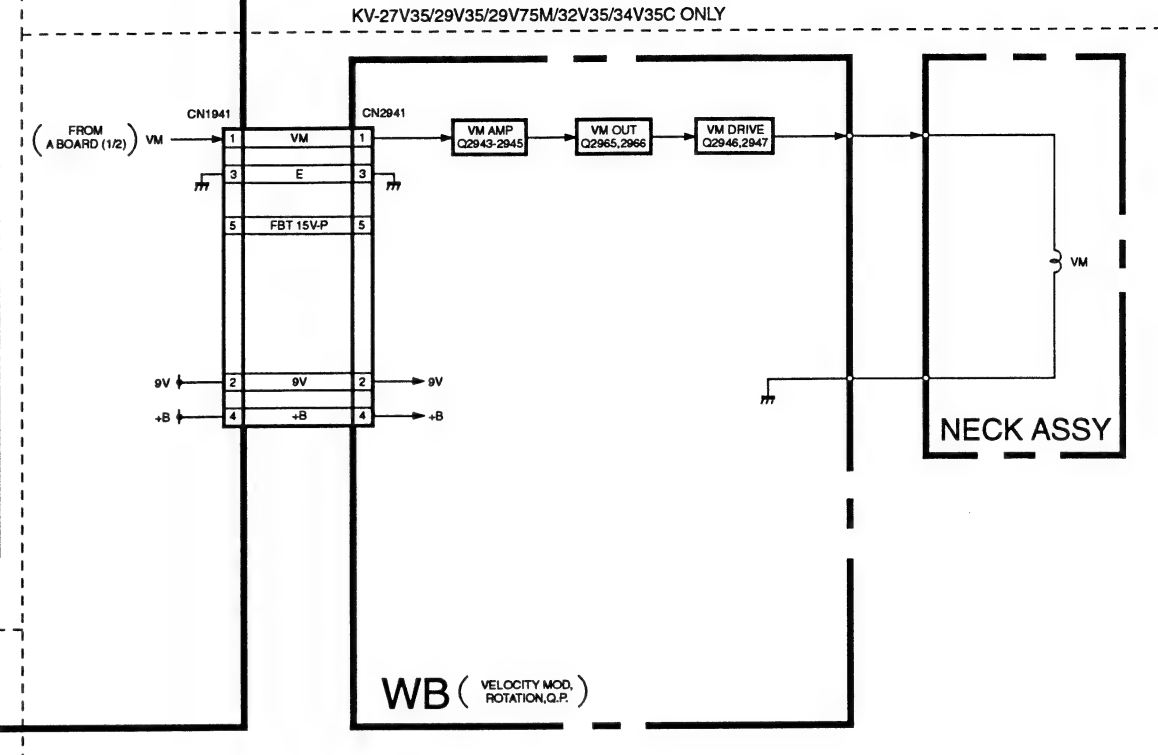 KV-27V35/29V35/29V75M/32V35/34V35C ONLY
CN1941
CN2941
( FROM
A BOARD (1/2) ) VM
1 VM 1
VM AMP
Q2943-2945
VM OUT
Q2965,2966
VM DRIVE
Q2946,2947
3 E 3
5 FBT 15V-P 5
VM
9V 2 9V 2 9V
+B 4 +B 4 +B
NECK ASSY
WB ( VELOCITY MOD,
ROTATION,Q.P. )